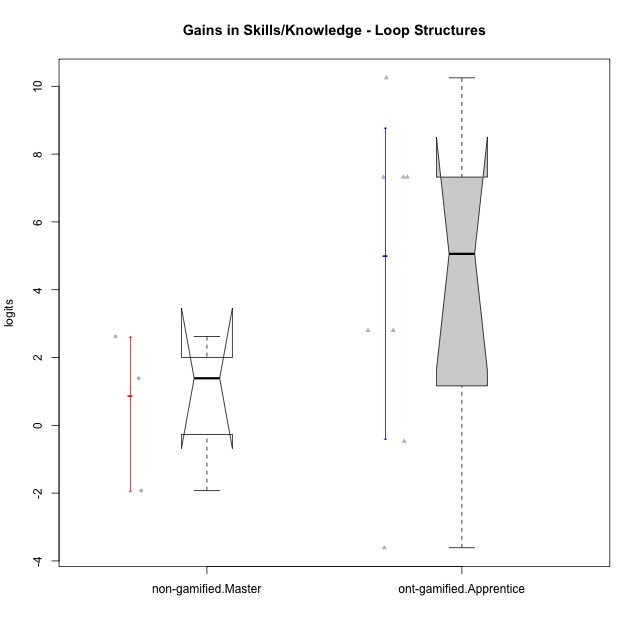 Gains in Skills/Knowledge - Loop Structures
logits
10
8
6
4
2
0
-2
-4
non-gamified.Master
ont-gamified.Apprentice